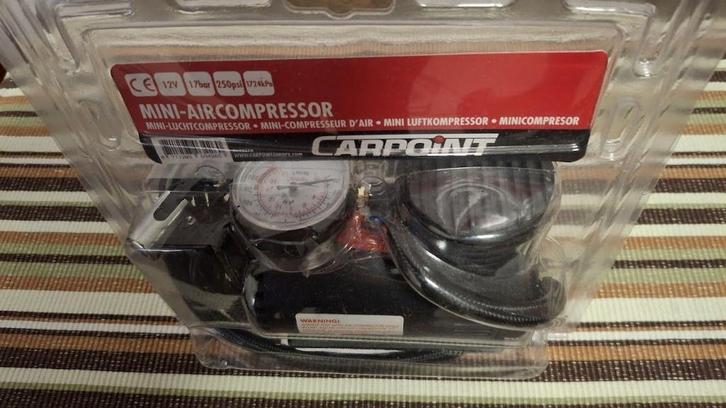 CE 12V 17bar 250psi 1724kPa
MINI-AIRCOMPRESSOR
MINI-LUCHTCOMPRESSOR • MINI-COMPRESSEUR D'AIR • MINI LUFTKOMPRESSOR • MINICOMPRESOR
CARPOINT
WARNING!